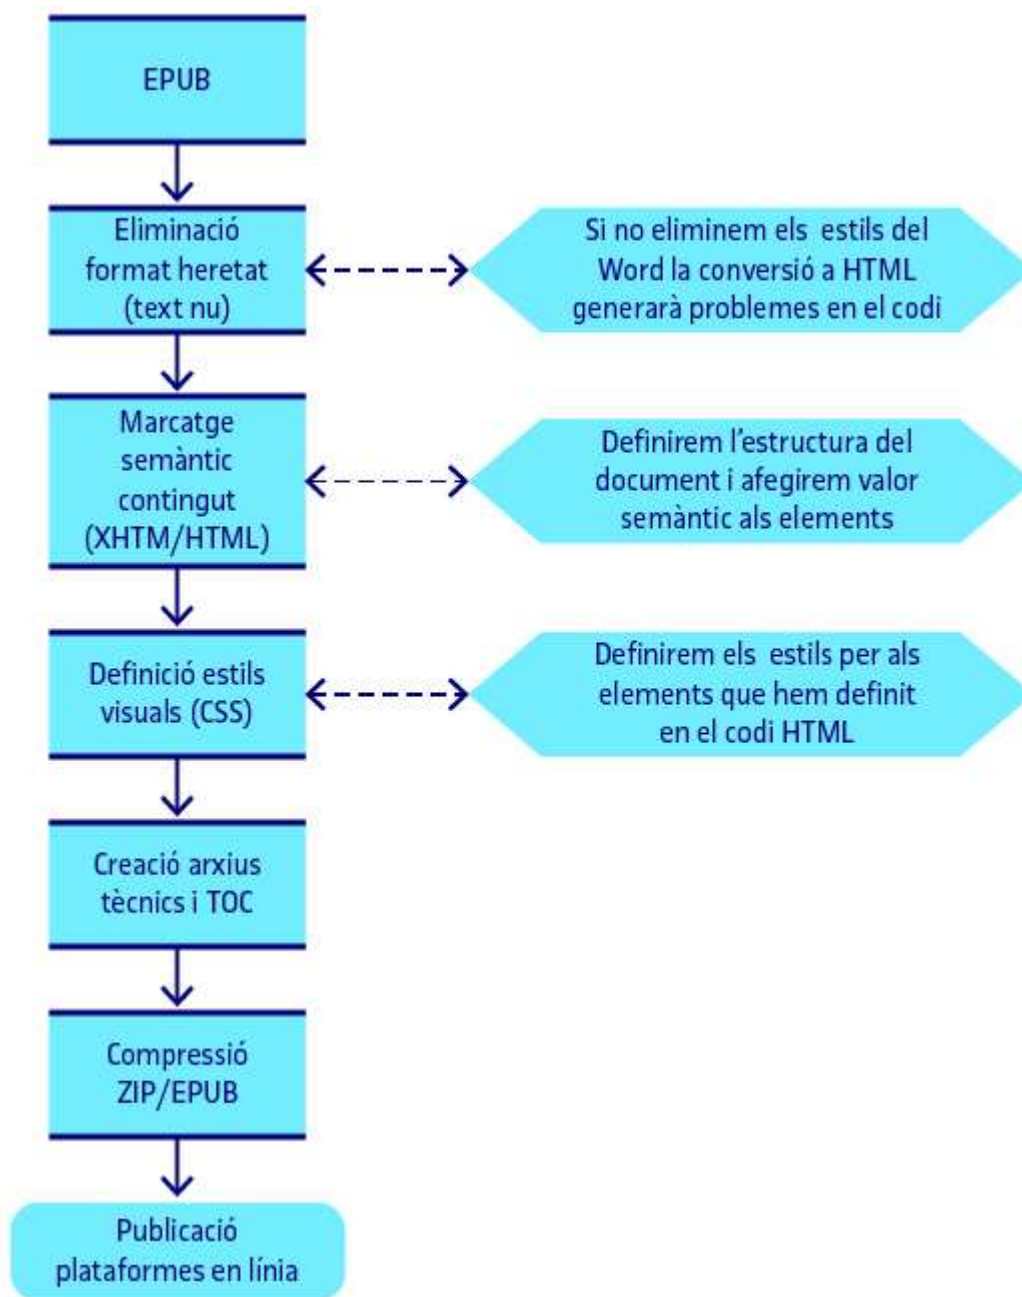 EPUB
Eliminació
format heretat
(text nu)
Si no eliminem els estils del
Word la conversió a HTML
generarà problemes en el codi
Marcatge
semàntic
contingut
(XHTM/HTML)
Definirem l’estructura del
document i afegirem valor
semàntic als elements
Definició estils
visuals (CSS)
Definirem els estils per als
elements que hem definit
en el codi HTML
Creació arxius
tècnics i TOC
Compressió
ZIP/EPUB
Publicació
plataformes en línia